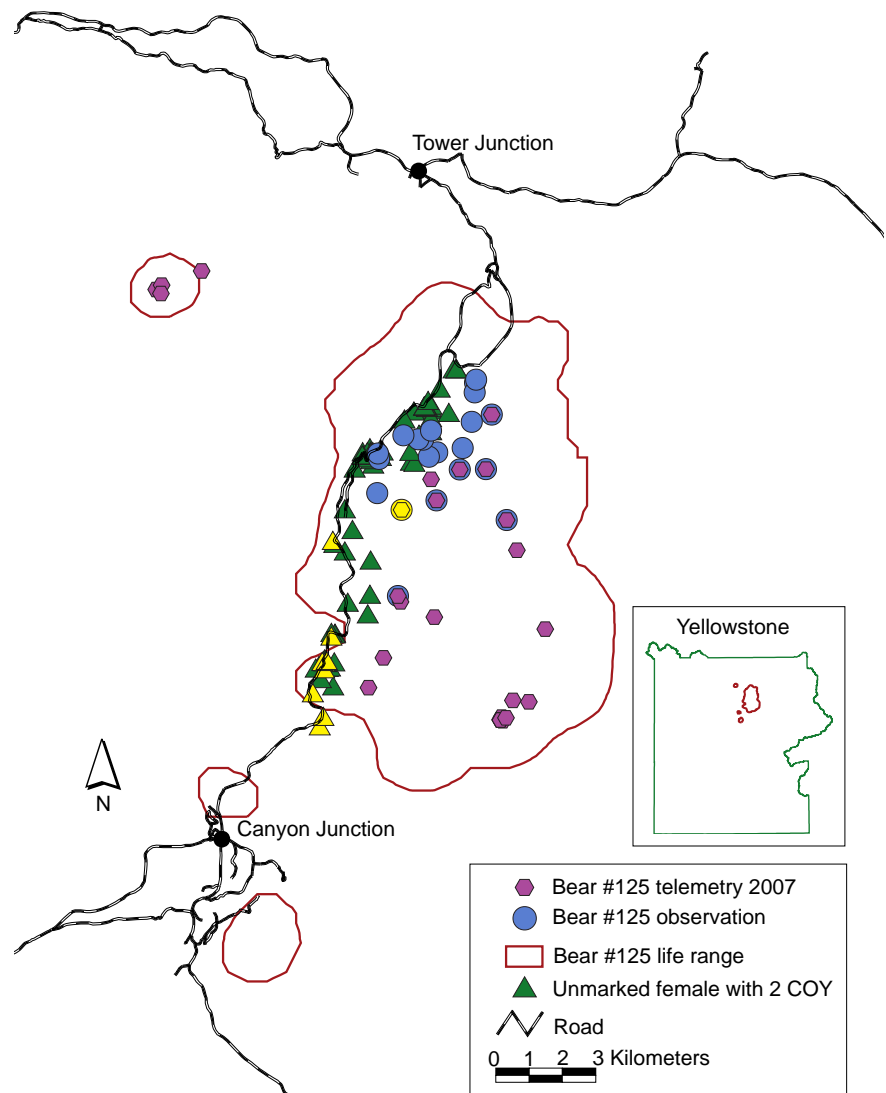 Tower Junction
Yellowstone
N
Canyon Junction
Bear #125 telemetry 2007
Bear #125 observation
Bear #125 life range
Unmarked female with 2 COY
Road
0 1 2 3 Kilometers